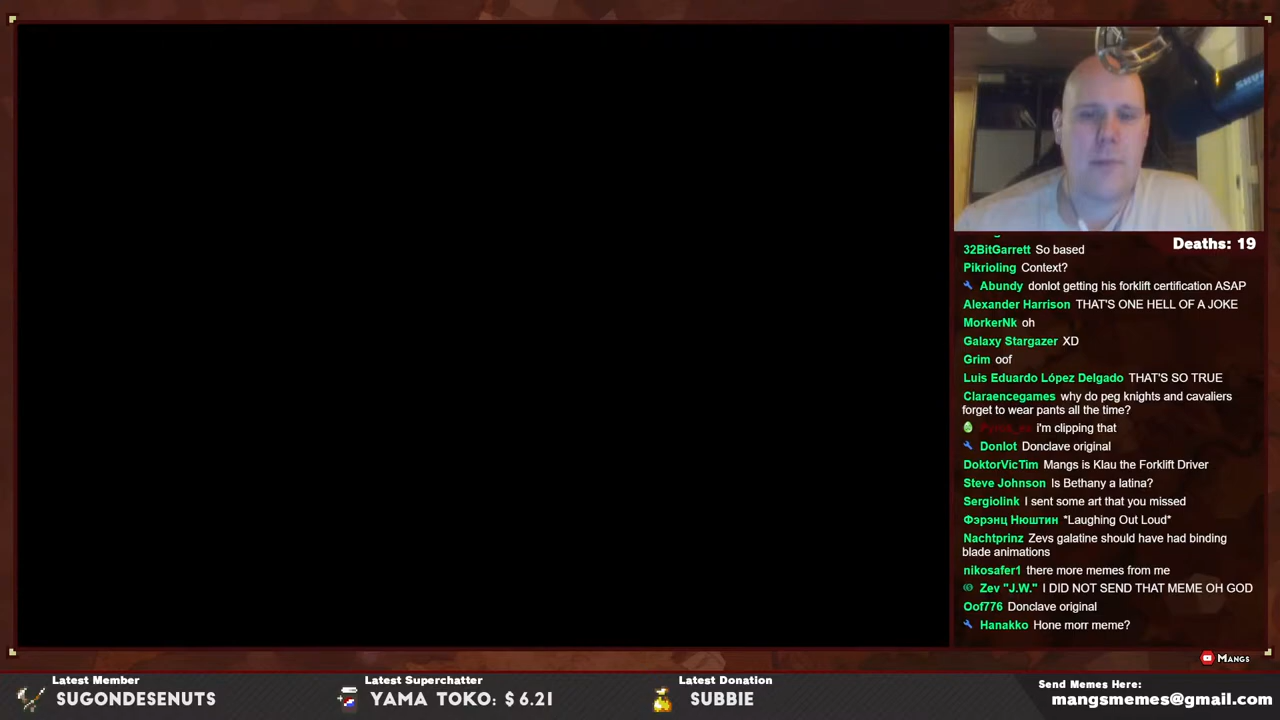 SHUR
Deaths: 19
32BitGarrett So based
Pikrioling Context?
Abundy donlot getting his forklift certification ASAP
Alexander Harrison THAT'S ONE HELL OF A JOKE
MorkerNk oh
Galaxy Stargazer XD
Grim oof
Luis Eduardo López Delgado THAT'S SO TRUE
Claraencegames why do peg knights and cavaliers
forget to wear pants all the time?
i'm clipping that
Donlot Donclave original
DoktorVicTim Mangs is Klau the Forklift Driver
Steve Johnson Is Bethany a latina?
Sergiolink I sent some art that you missed
Фэрэнц Нюштин *Laughing Out Loud*
Nachtprinz Zevs galatine should have had binding
blade animations
nikosafer1 there more memes from me
Zev "J.W." I DID NOT SEND THAT MEME OH GOD
Oof776 Donclave original
Hanakko Hone morr meme?
Mangs
Latest Member
SUGONDESENUTS
Latest Superchatter
YAMA TOKO: $ 6.21
Latest Donation
SUBBIE
Send Memes Here:
mangsmemes@gmail.com